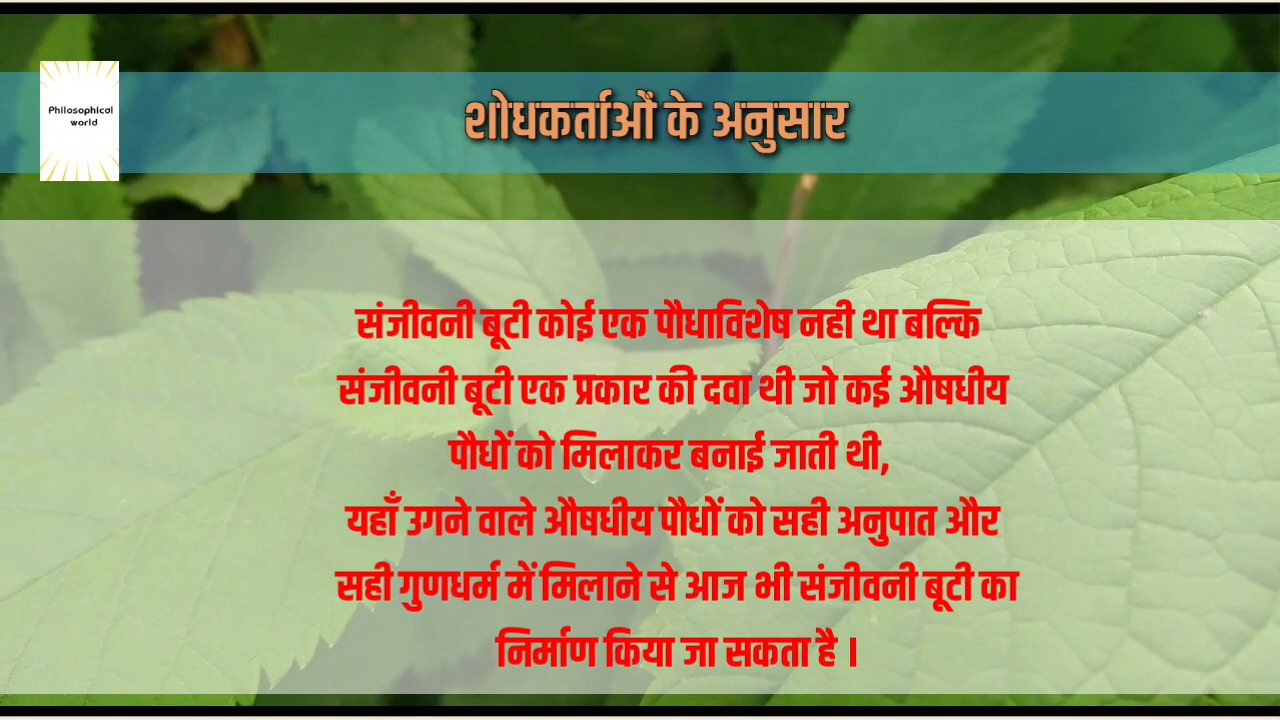 Philosophical
world
शोधकर्ताओं के अनुसार
संजीवनी बूटी कोई एक पौधाविशेष नही था बल्कि
संजीवनी बूटी एक प्रकार की दवा थी जो कई औषधीय
पौधों को मिलाकर बनाई जाती थी,
यहाँ उगने वाले औषधीय पौधों को सही अनुपात और
सही गुणधर्म में मिलाने से आज भी संजीवनी बूटी का
निर्माण किया जा सकता है ।